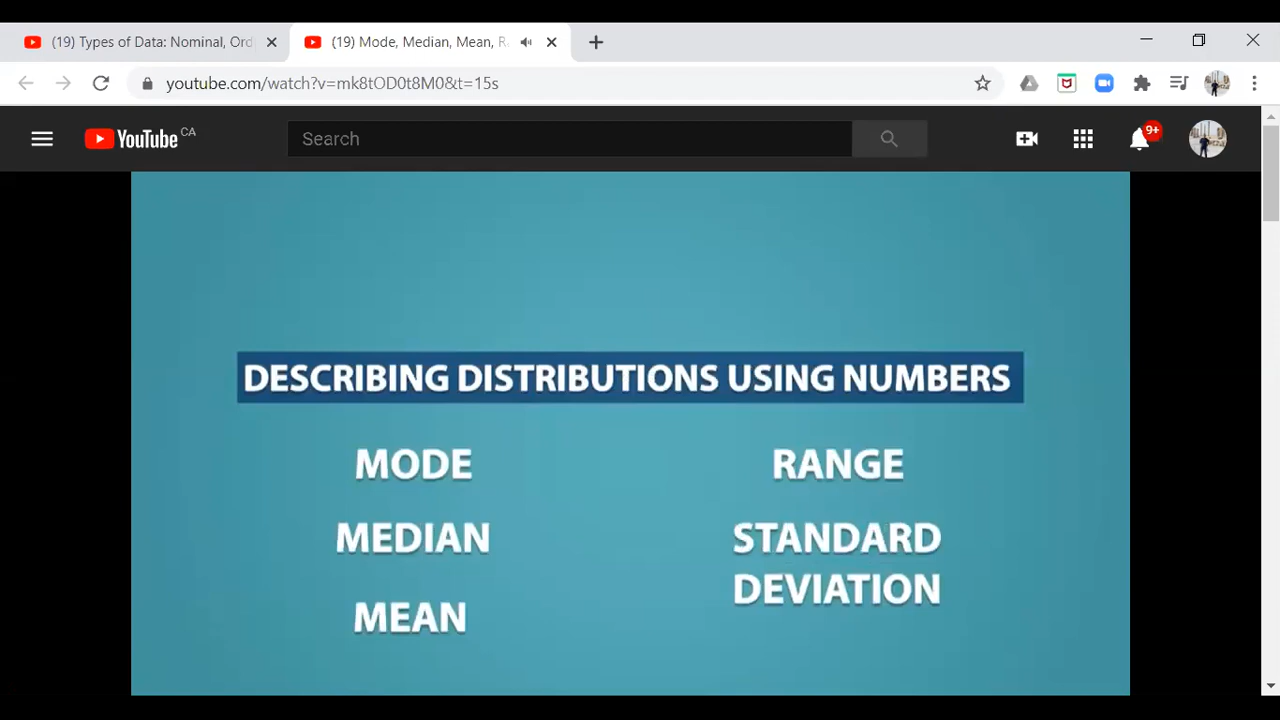 (19) Types of Data: Nominal, Ord
(19) Mode, Median, Mean, R
youtube.com/watch?v=mk8tOD0t8M0&t=15s
YouTube CA
Search
9+
DESCRIBING DISTRIBUTIONS USING NUMBERS
MODE
RANGE
MEDIAN
STANDARD
DEVIATION
MEAN